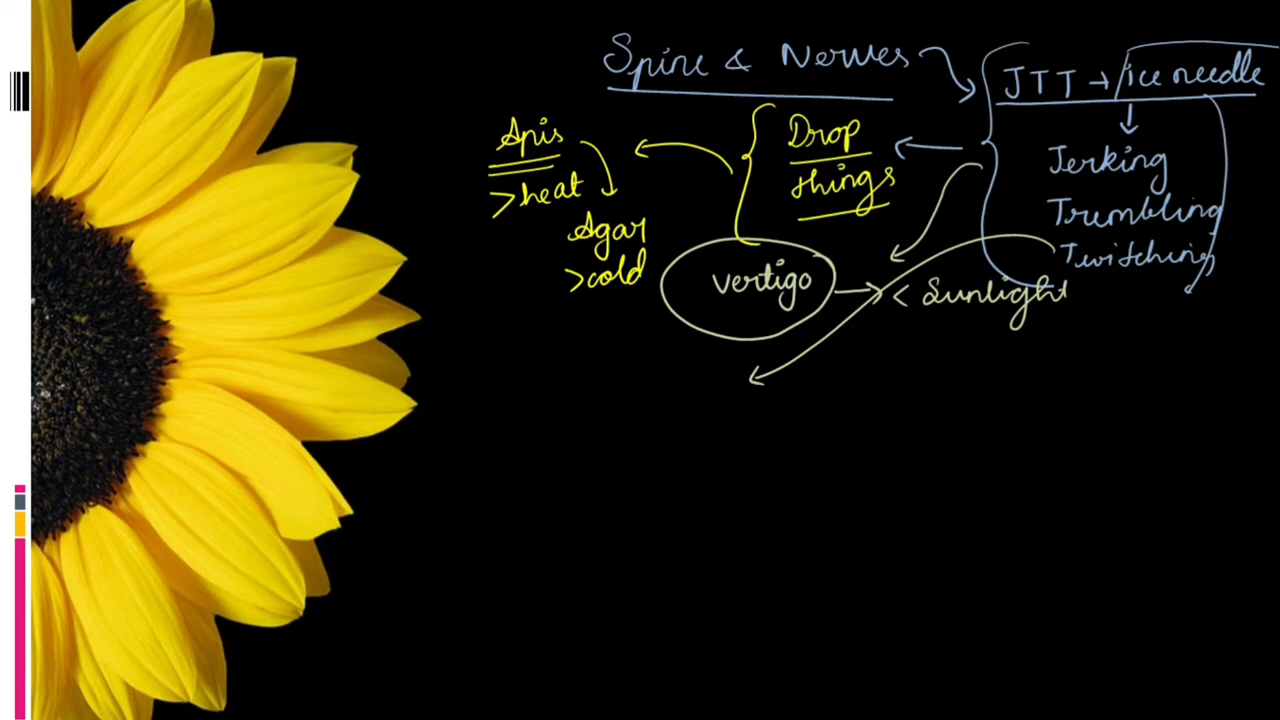 Spine & Nerves
JTT → ice needle
Jerking
Trembling
Twitching
Drop
things
Apis
>heat
Agar
>cold
vertigo
< Sunlight